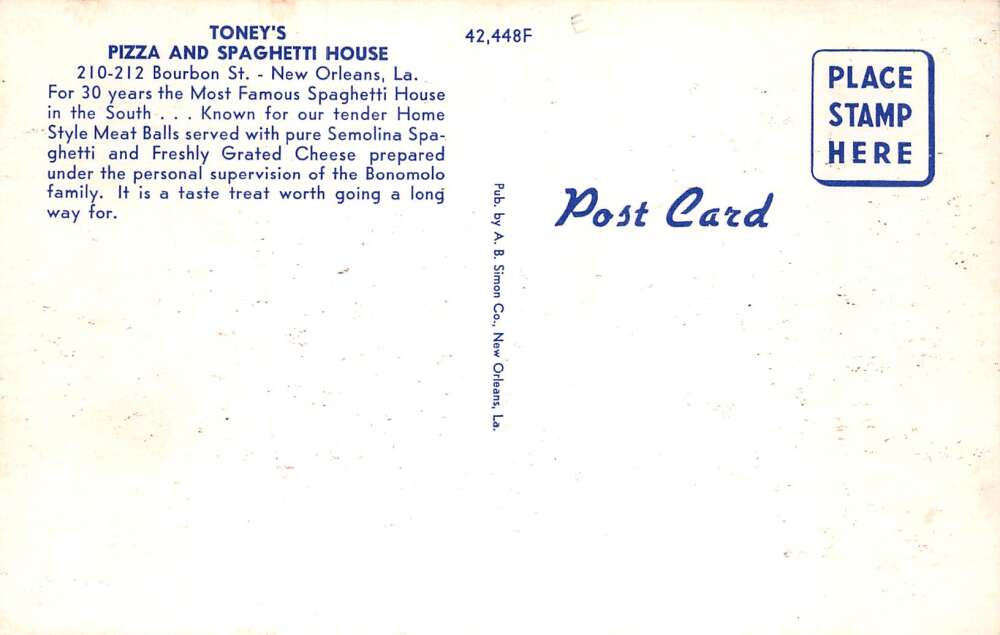 TONEY'S
PIZZA AND SPAGHETTI HOUSE
210-212 Bourbon St. - New Orleans, La.
For 30 years the Most Famous Spaghetti House
in the South . . . Known for our tender Home
Style Meat Balls served with pure Semolina Spa-
ghetti and Freshly Grated Cheese prepared
under the personal supervision of the Bonomolo
family. It is a taste treat worth going a long
way for.
42,448F
Pub. by A. B. Simon Co., New Orleans, La.
Post Card
PLACE
STAMP
HERE